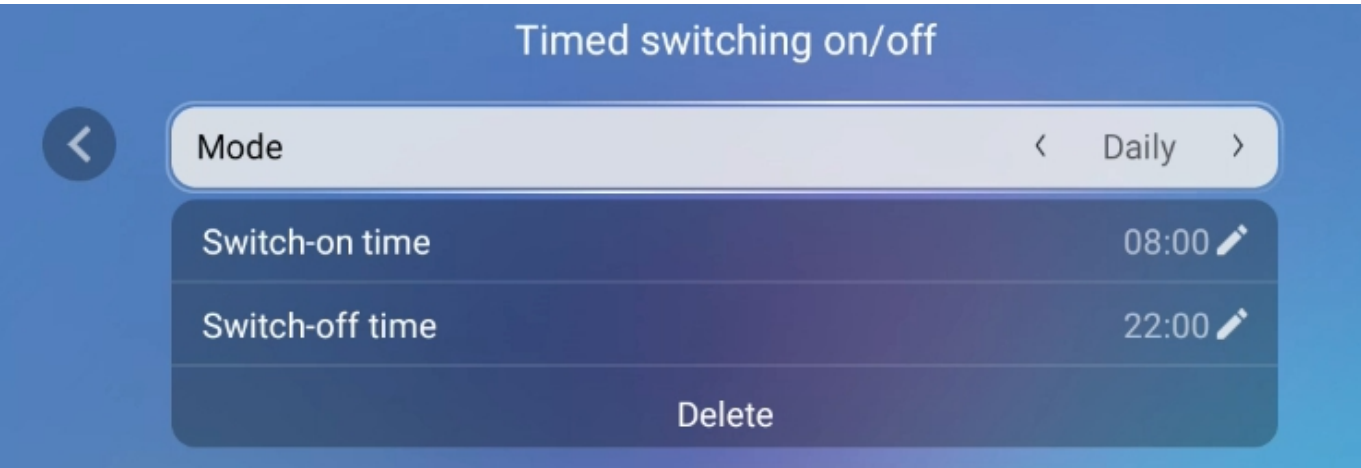 Timed switching on/off
Mode < Daily >
Switch-on time 08:00
Switch-off time 22:00
Delete